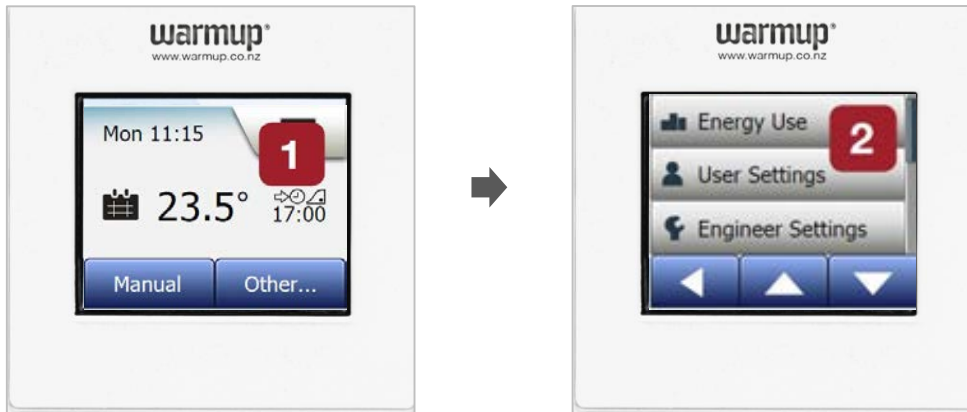 warmup®
www.warmup.co.nz
Mon 11:15
1
23.5°
17:00
Manual
Other...
warmup®
www.warmup.co.nz
Energy Use
2
User Settings
Engineer Settings